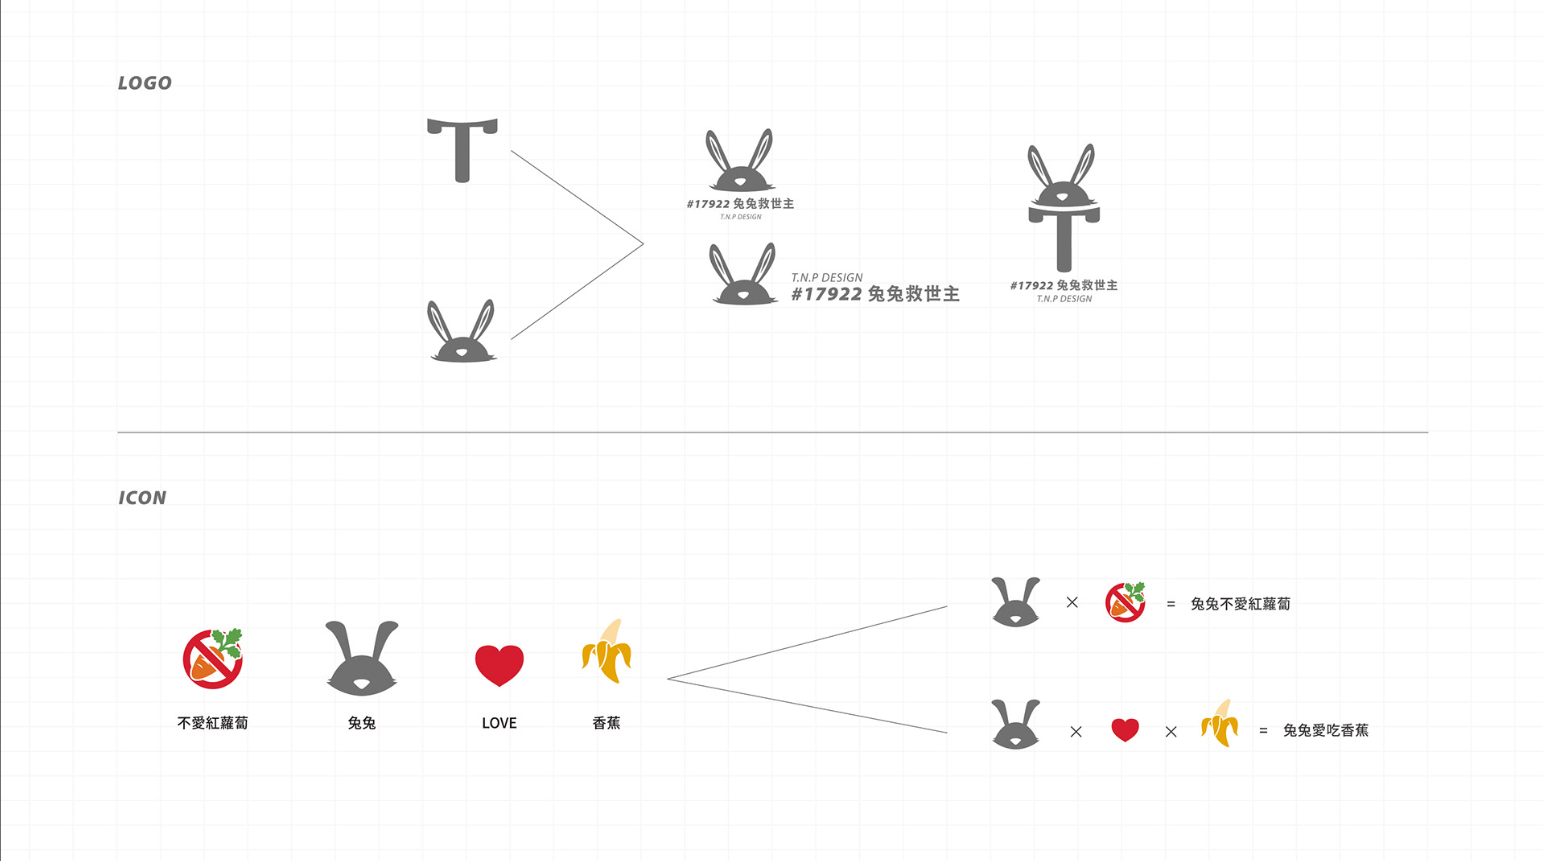 LOGO
#17922 兔兔救世主
T.N.P DESIGN
T.N.P DESIGN
#17922 兔兔救世主
#17922 兔兔救世主
T.N.P DESIGN
ICON
不愛紅蘿蔔
兔兔
LOVE
香蕉
× = 兔兔不愛紅蘿蔔
× × = 兔兔愛吃香蕉